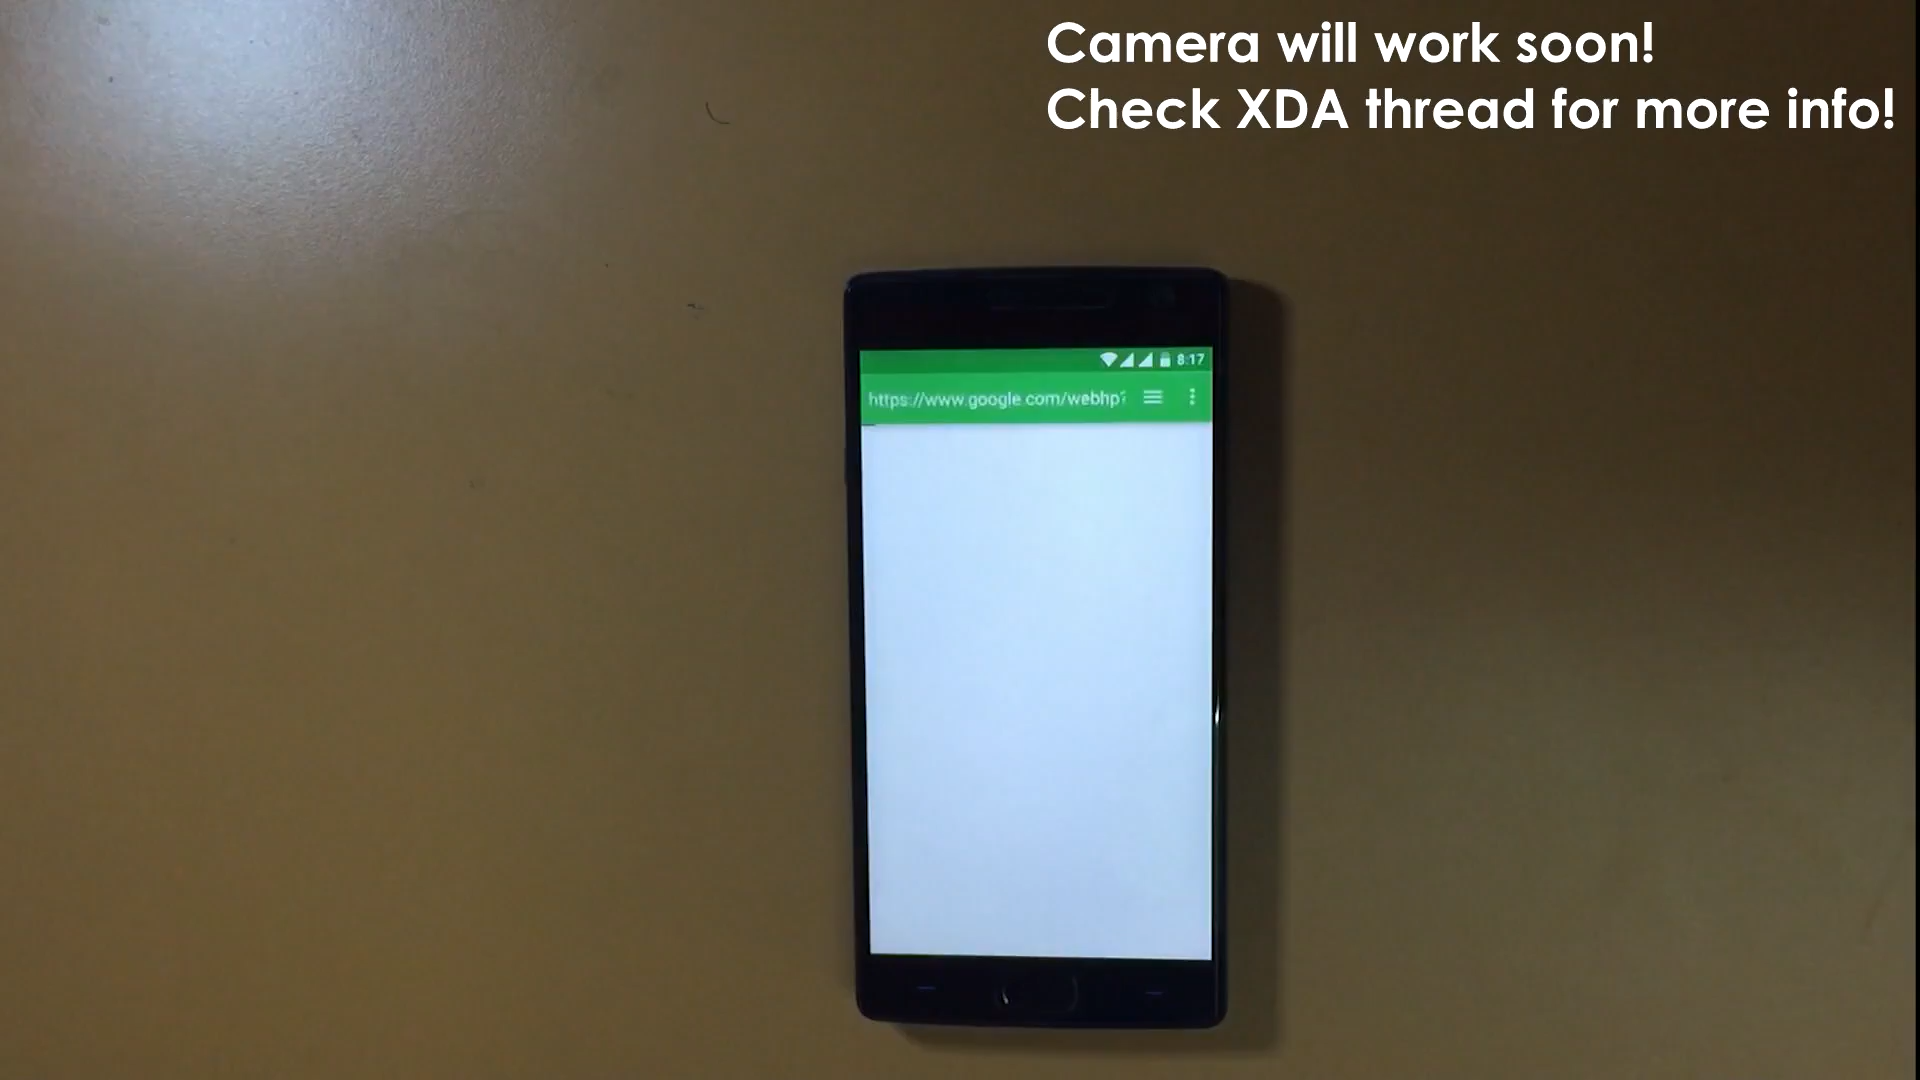 Camera will work soon!
Check XDA thread for more info!
8:17
https://www.google.com/webhp?